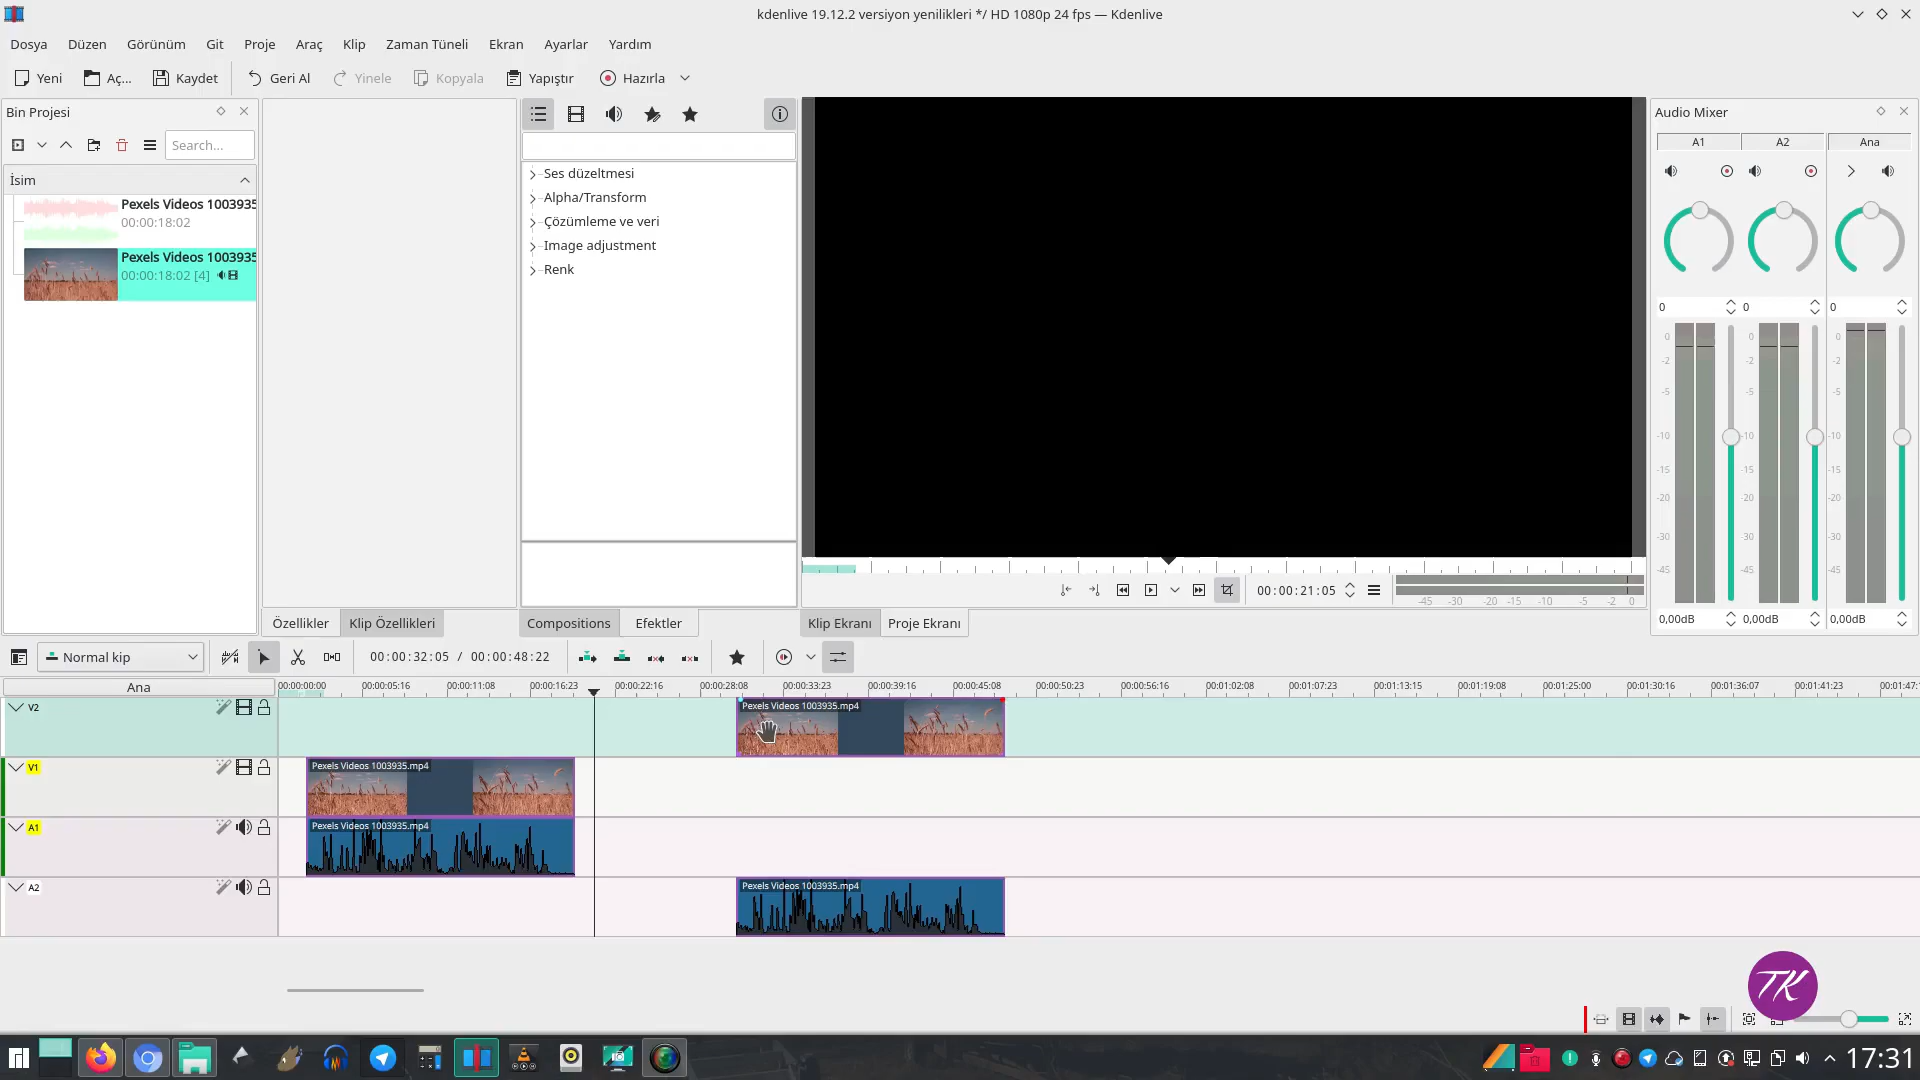 kdenlive 19.12.2 versiyon yenilikleri */ HD 1080p 24 fps — Kdenlive
Dosya Düzen Görünüm Git Proje Araç Klip Zaman Tüneli Ekran Ayarlar Yardım
Yeni Aç... Kaydet Geri Al Yinele Kopyala Yapıştır Hazırla
Bin Projesi
Search...
İsim
Pexels Videos 1003935
00:00:18:02
Pexels Videos 1003935
00:00:18:02 [4]
Özellikler Klip Özellikleri
Ses düzeltmesi
Alpha/Transform
Çözümleme ve veri
Image adjustment
Renk
Compositions Efektler
00:00:21:05
-45 -30 -20 -15 -10 -5 -2 0
Klip Ekranı Proje Ekranı
Audio Mixer
A1 A2 Ana
0 0 0
0 0 0
-2 -2 -2
-5 -5 -5
-10 -10 -10
-15 -15 -15
-20 -20 -20
-30 -30 -30
-45 -45 -45
0,00dB 0,00dB 0,00dB
Normal kip 00:00:32:05 / 00:00:48:22
Ana
00:00:00:00 00:00:05:16 00:00:11:08 00:00:16:23 00:00:22:16 00:00:28:08 00:00:33:23 00:00:39:16 00:00:45:08 00:00:50:23 00:00:56:16 00:01:02:08 00:01:07:23 00:01:13:15 00:01:19:08 00:01:25:00 00:01:30:16 00:01:36:07 00:01:41:23 00:01:47:
V2
Pexels Videos 1003935.mp4
V1
Pexels Videos 1003935.mp4
A1
Pexels Videos 1003935.mp4
A2
Pexels Videos 1003935.mp4
TK
17:31